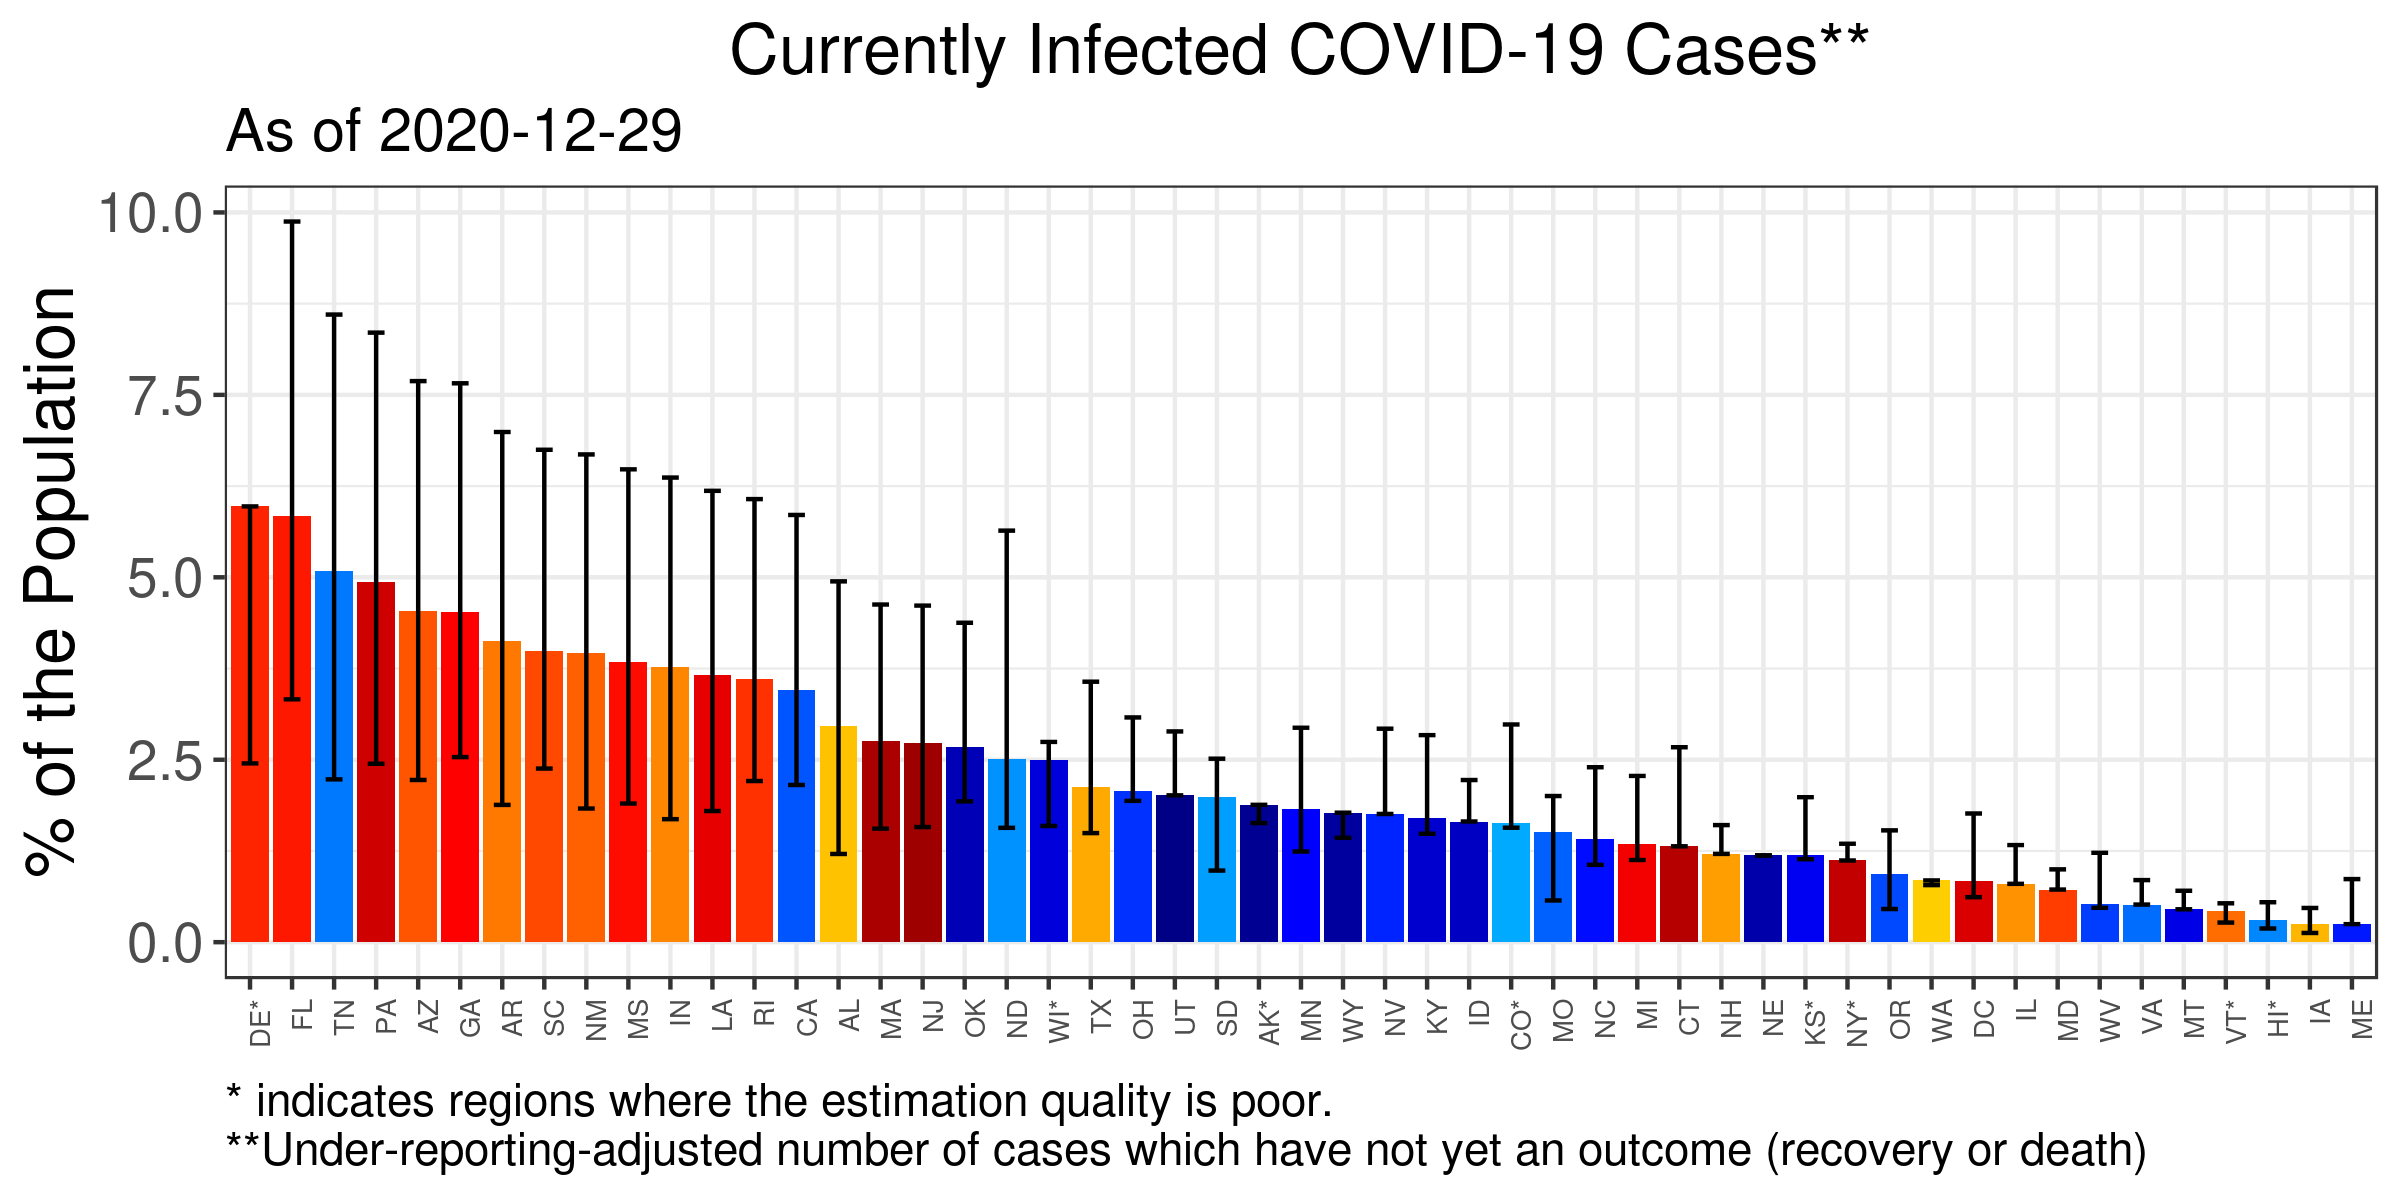 Currently Infected COVID-19 Cases**
As of 2020-12-29
% of the Population
10.0
7.5
5.0
2.5
0.0
DE* FL TN PA AZ GA AR SC NM MS IN LA RI CA AL MA NJ OK ND WI* TX OH UT SD AK* MN WY NV KY ID CO* MO NC MI CT NH NE KS* NY* OR WA DC IL MD WV VA MT VT* HI* IA ME
* indicates regions where the estimation quality is poor.
**Under-reporting-adjusted number of cases which have not yet an outcome (recovery or death)